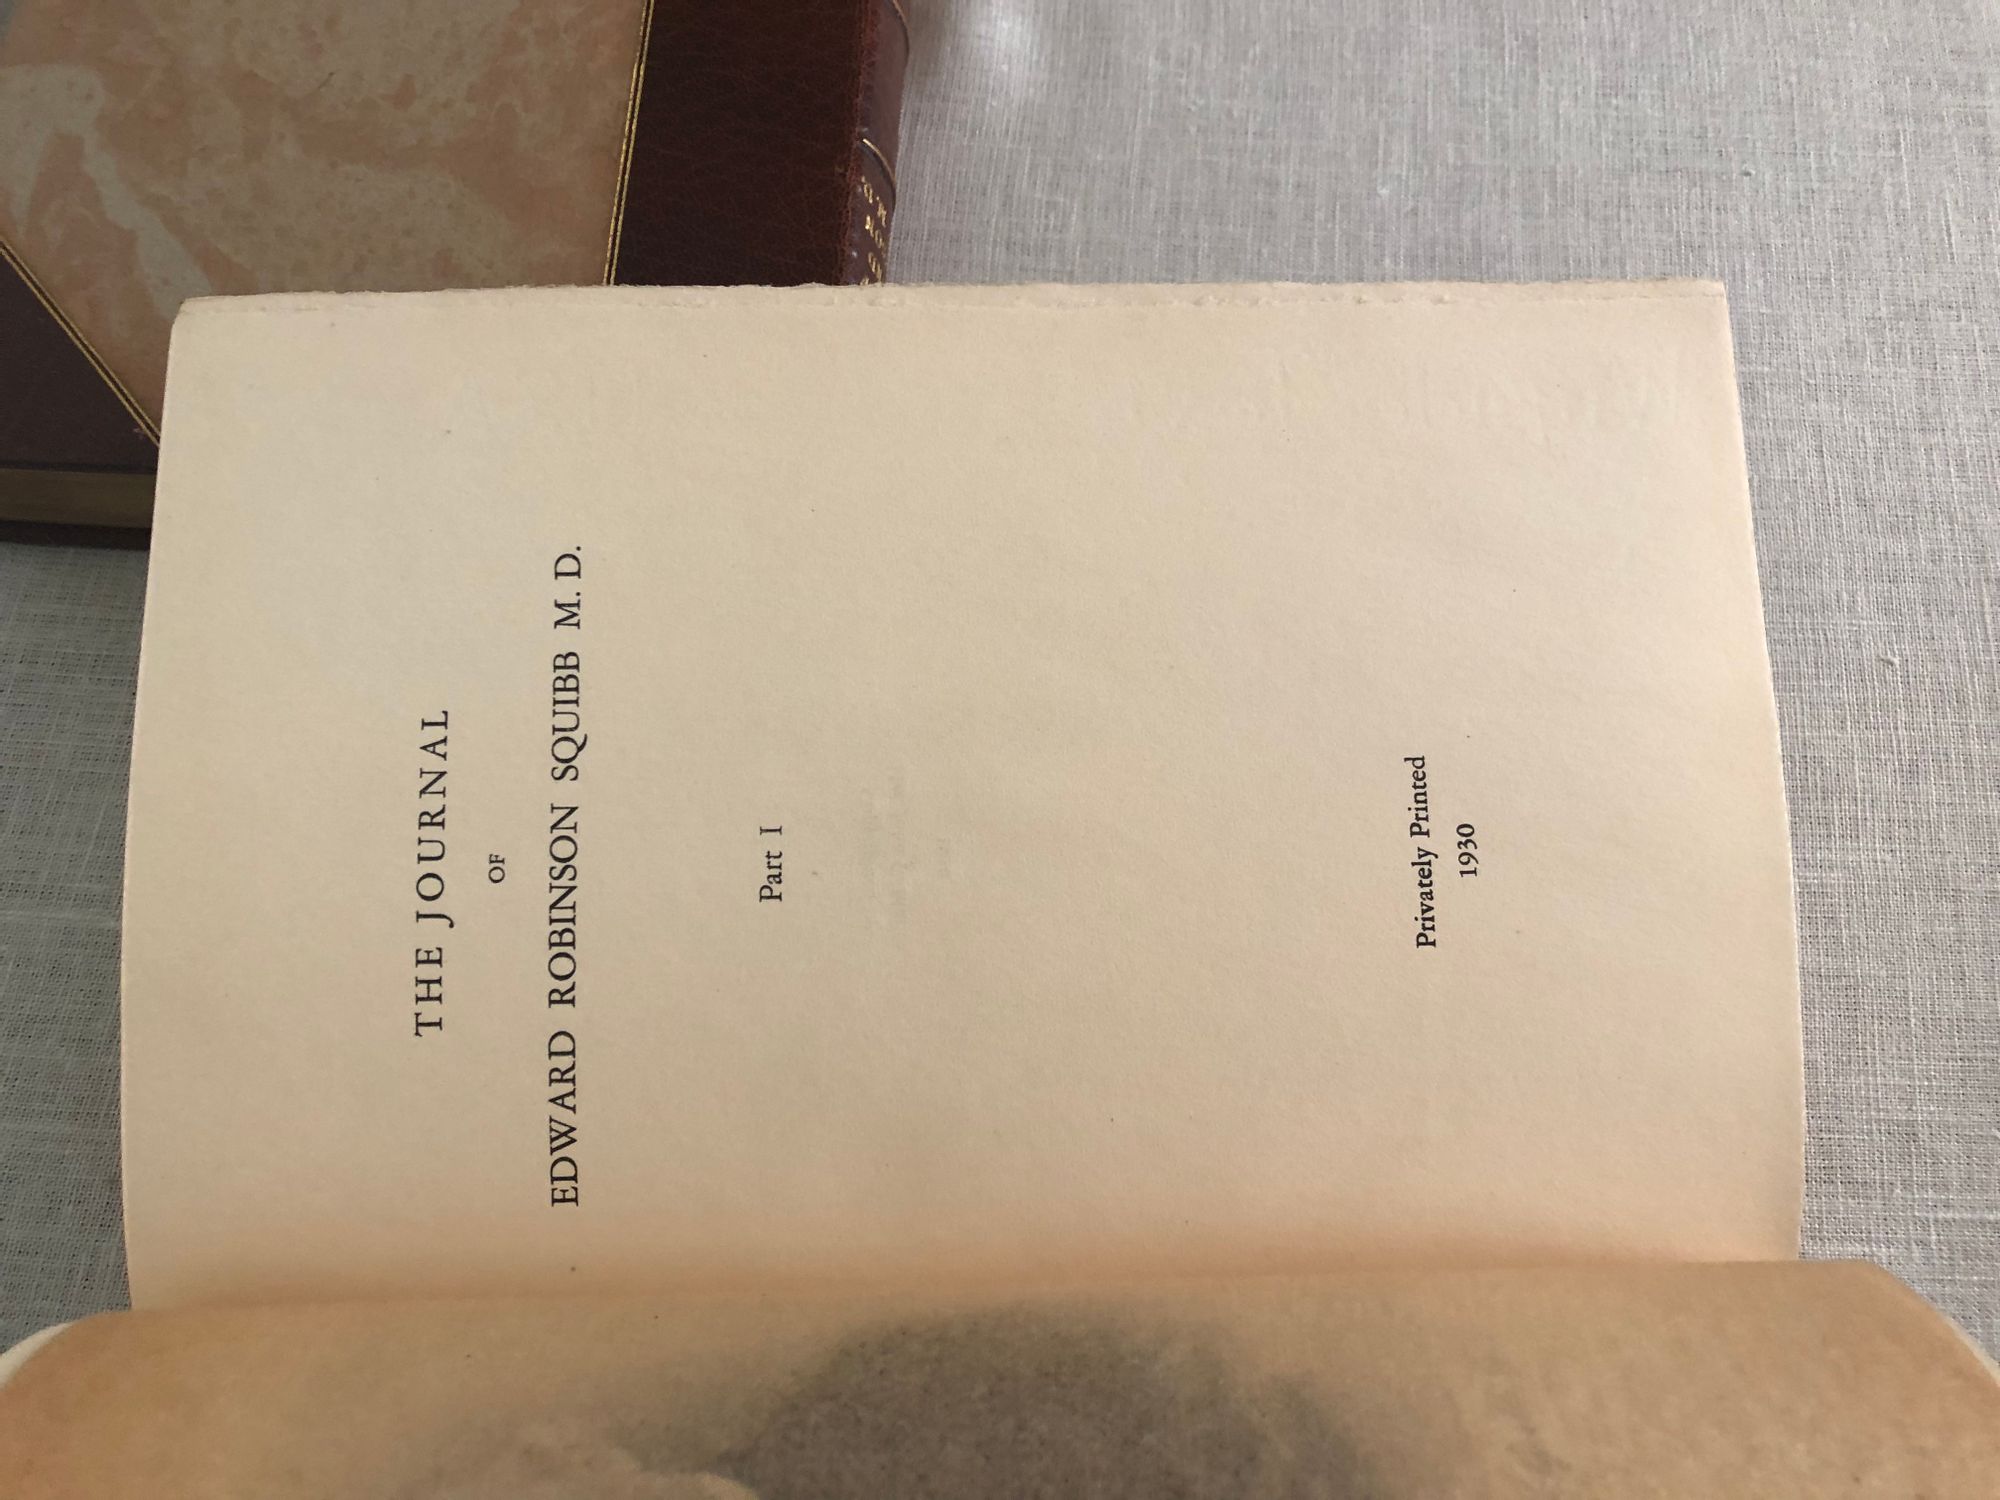 THE JOURNAL
OF
EDWARD ROBINSON SQUIBB M. D.
Part I
Privately Printed
1930